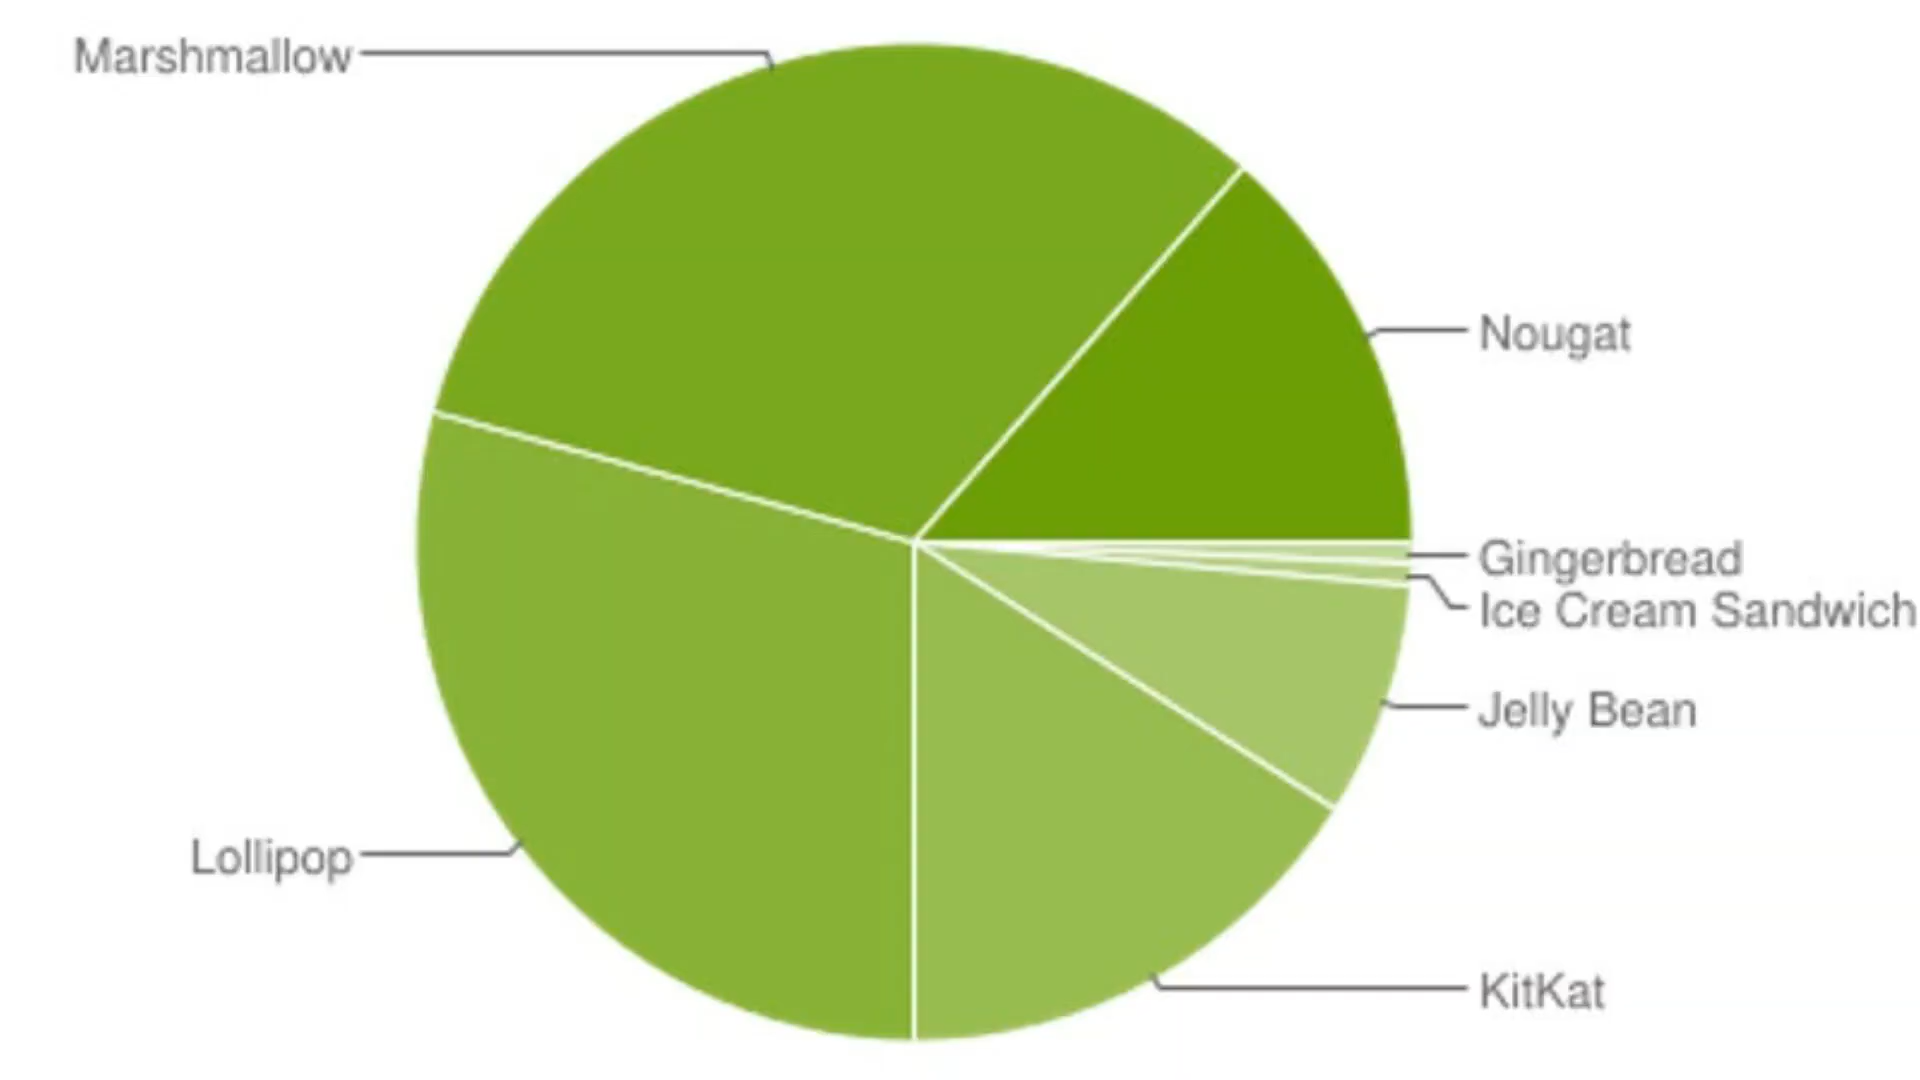 Marshmallow
Nougat
Gingerbread
Ice Cream Sandwich
Jelly Bean
Lollipop
KitKat